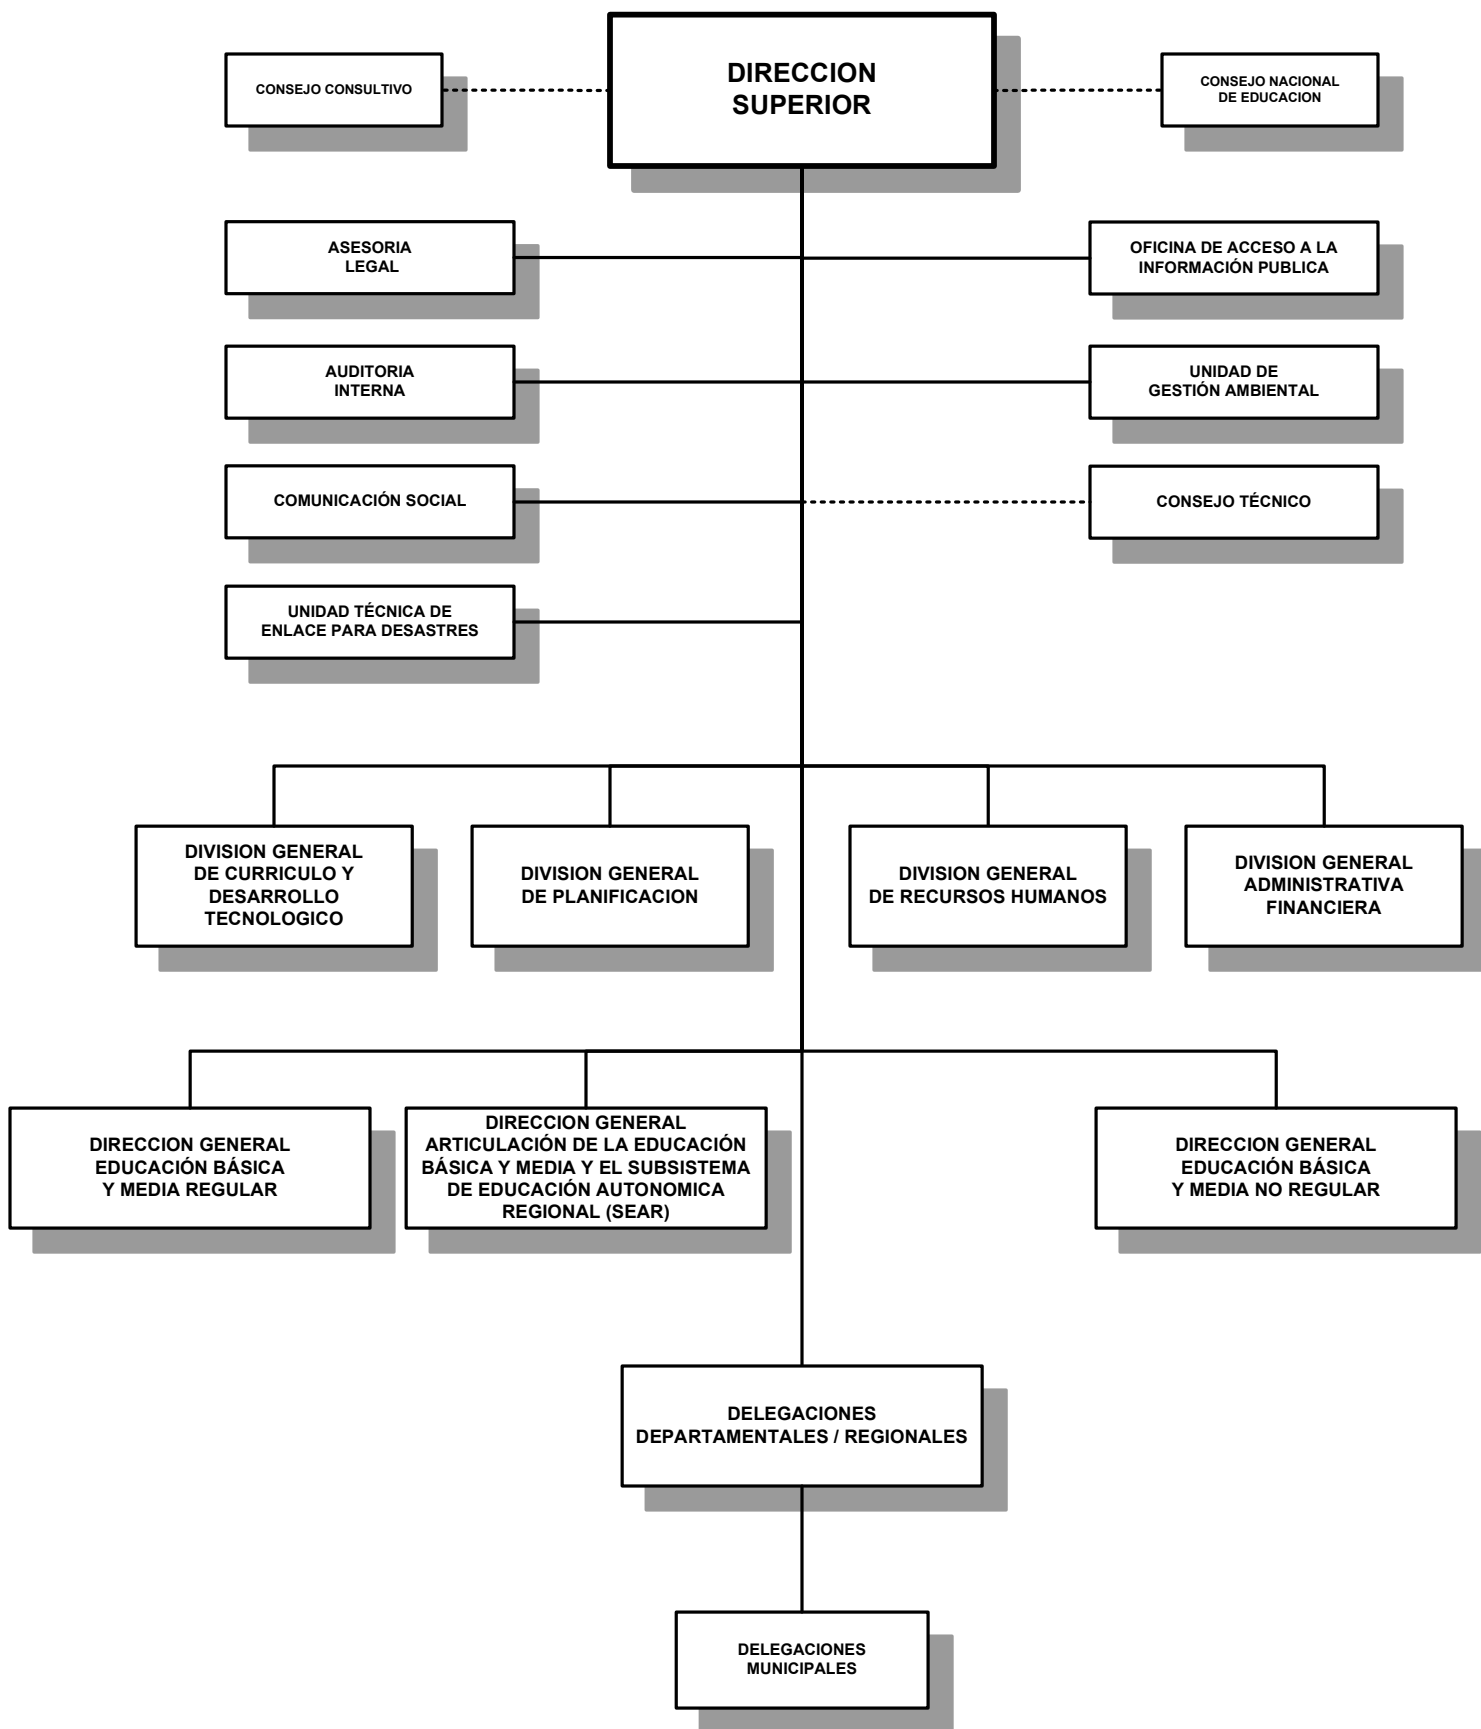 DIRECCION
SUPERIOR
CONSEJO CONSULTIVO
CONSEJO NACIONAL
DE EDUCACION
ASESORIA
LEGAL
OFICINA DE ACCESO A LA
INFORMACIÓN PUBLICA
AUDITORIA
INTERNA
UNIDAD DE
GESTIÓN AMBIENTAL
COMUNICACIÓN SOCIAL
CONSEJO TÉCNICO
UNIDAD TÉCNICA DE
ENLACE PARA DESASTRES
DIVISION GENERAL
DE CURRICULO Y
DESARROLLO
TECNOLOGICO
DIVISION GENERAL
DE PLANIFICACION
DIVISION GENERAL
DE RECURSOS HUMANOS
DIVISION GENERAL
ADMINISTRATIVA
FINANCIERA
DIRECCION GENERAL
EDUCACIÓN BÁSICA
Y MEDIA REGULAR
DIRECCION GENERAL
ARTICULACIÓN DE LA EDUCACIÓN
BÁSICA Y MEDIA Y EL SUBSISTEMA
DE EDUCACIÓN AUTONOMICA
REGIONAL (SEAR)
DIRECCION GENERAL
EDUCACIÓN BÁSICA
Y MEDIA NO REGULAR
DELEGACIONES
DEPARTAMENTALES / REGIONALES
DELEGACIONES
MUNICIPALES